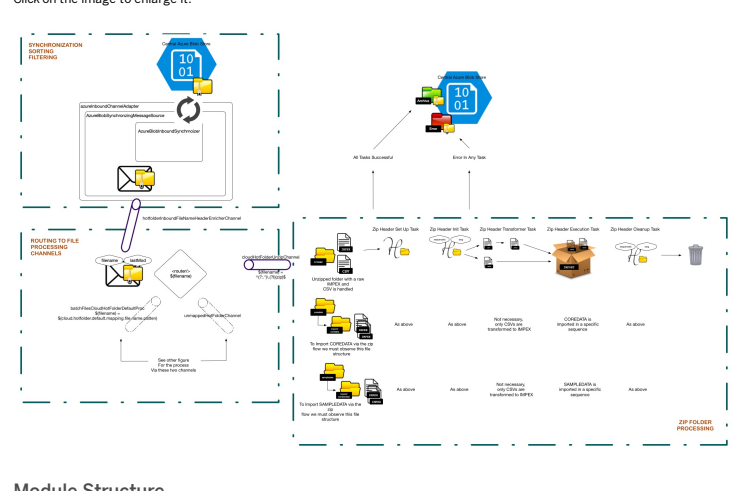 Click on the image to enlarge it.
SYNCHRONIZATION
SORTING
FILTERING
Central Azure Blob Store
10
01
azureInboundChannelAdapter
AzureBlobSynchronizingMessageSource
AzureBlobInboundSynchronizer
hotfolderInboundFileNameHeaderEnricherChannel
ROUTING TO FILE
PROCESSING
CHANNELS
filename
lastMod
<router/>
${filename}
batchFilesCloudHotFolderDefaultProc
${filename} =
${cloud.hotfolder.default.mapping.file.name.pattern}
unmappedHotFolderChannel
See other figure
For the process
Via these two channels
cloudHotFolderUnzipChannel
Central Azure Blob Store
10
01
Archive
Error
All Tasks Successful
Error In Any Task
Zip Header Set Up Task
Zip Header Init Task
Zip Header Transformer Task
Zip Header Execution Task
Zip Header Cleanup Task
IMPEX
CSV
Unzipped folder with a raw
IMPEX and
CSV is handled
To Import COREDATA via the zip
flow we must observe this file
structure
As above
As above
Not necessary,
only CSVs are
transformed to IMPEX
COREDATA is
imported in a specific
sequence
As above
To import SAMPLEDATA via the
zip
flow we must observe this file
structure
As above
As above
Not necessary,
only CSVs are
transformed to IMPEX
SAMPLEDATA is
imported in a specific
sequence
As above
ZIP FOLDER
PROCESSING
Module Structure